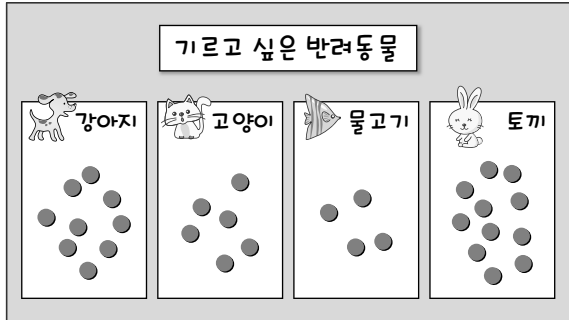 기르고 싶은 반려동물
강아지
고양이
물고기
토끼